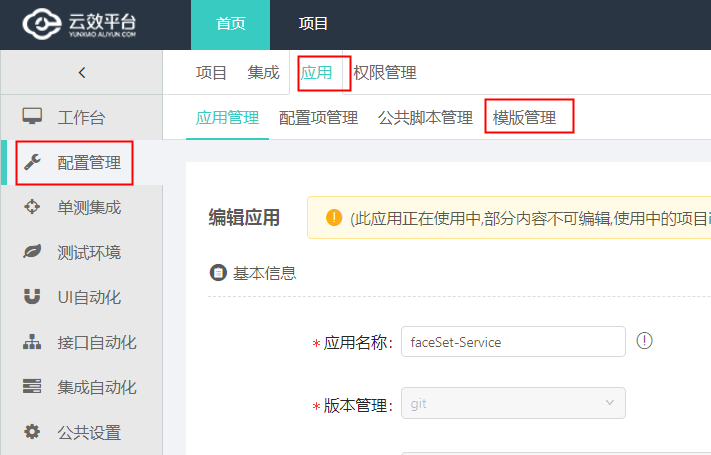 云效平台
YUNXIAO.ALIYUN.COM
首页 项目
项目 集成 应用 权限管理
工作台
应用管理 配置项管理 公共脚本管理 模版管理
配置管理
单测集成
编辑应用
(此应用正在使用中,部分内容不可编辑,使用中的项目i
测试环境
基本信息
UI自动化
接口自动化
*应用名称: faceSet-Service
集成自动化
*版本管理: git
公共设置